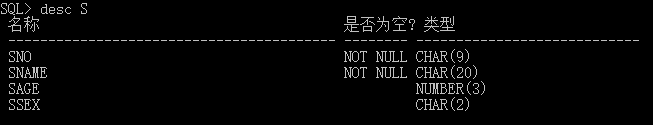 SQL> desc S
名称 是否为空? 类型
----------------------------------------- -------- ----------------------------
SNO NOT NULL CHAR(9)
SNAME NOT NULL CHAR(20)
SAGE NUMBER(3)
SSEX CHAR(2)